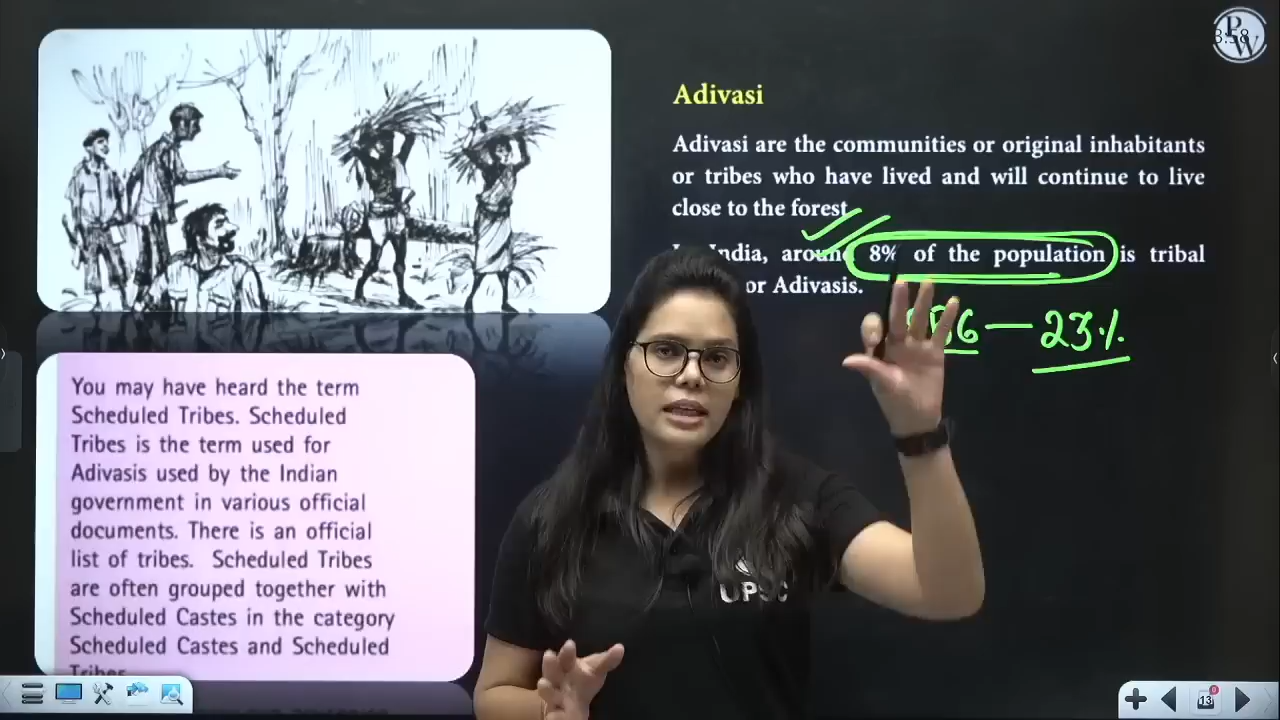 Adivasi
Adivasi are the communities or original inhabitants
or tribes who have lived and will continue to live
close to the forest
India, around 8% of the population is tribal
or Adivasis.
23%
You may have heard the term
Scheduled Tribes. Scheduled
Tribes is the term used for
Adivasis used by the Indian
government in various official
documents. There is an official
list of tribes. Scheduled Tribes
are often grouped together with
Scheduled Castes in the category
Scheduled Castes and Scheduled
Tribes
UPSC
PW
13